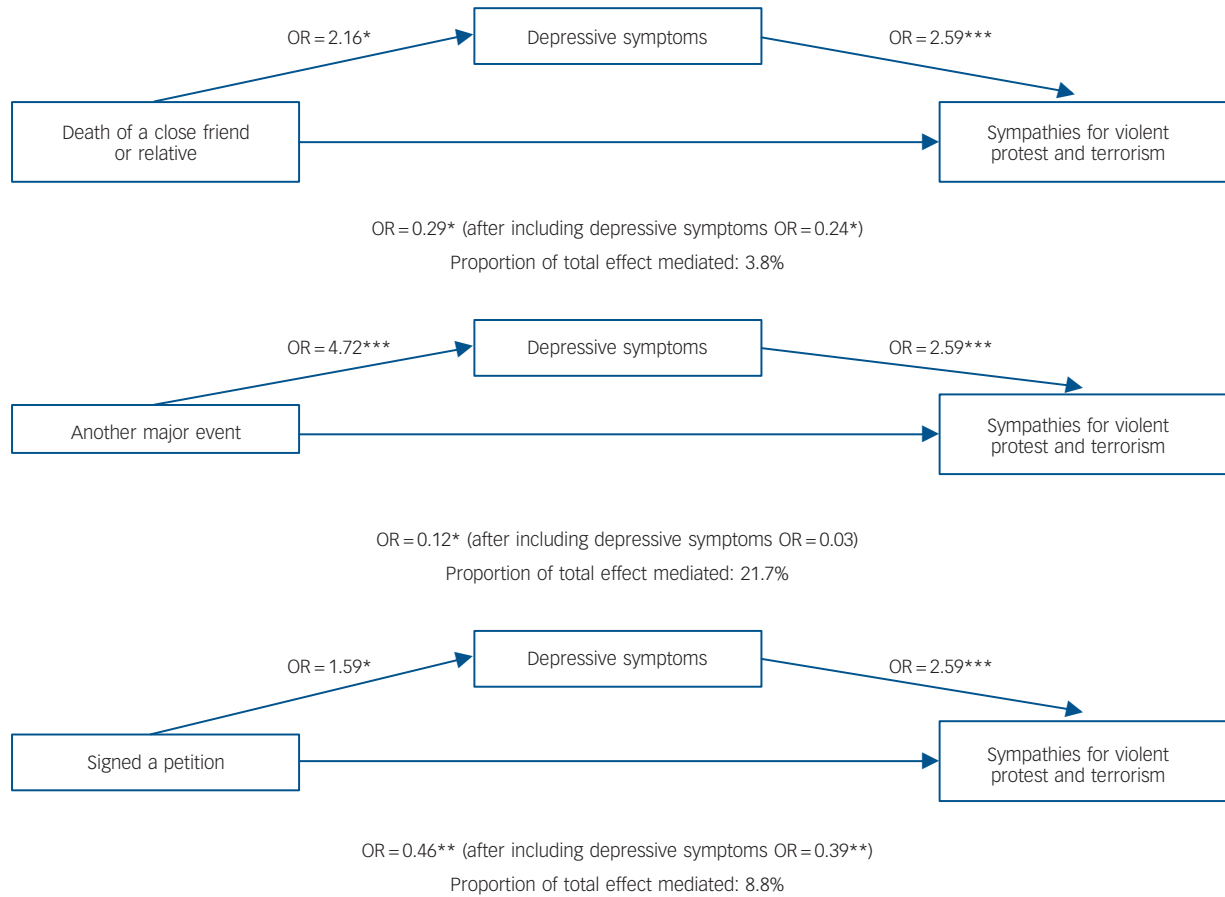 OR = 2.16*
Depressive symptoms
OR = 2.59***
Death of a close friend
or relative
Sympathies for violent
protest and terrorism
OR = 0.29* (after including depressive symptoms OR = 0.24*)
Proportion of total effect mediated: 3.8%
OR = 4.72***
Depressive symptoms
OR = 2.59***
Another major event
Sympathies for violent
protest and terrorism
OR = 0.12* (after including depressive symptoms OR = 0.03)
Proportion of total effect mediated: 21.7%
OR = 1.59*
Depressive symptoms
OR = 2.59***
Signed a petition
Sympathies for violent
protest and terrorism
OR = 0.46** (after including depressive symptoms OR = 0.39**)
Proportion of total effect mediated: 8.8%